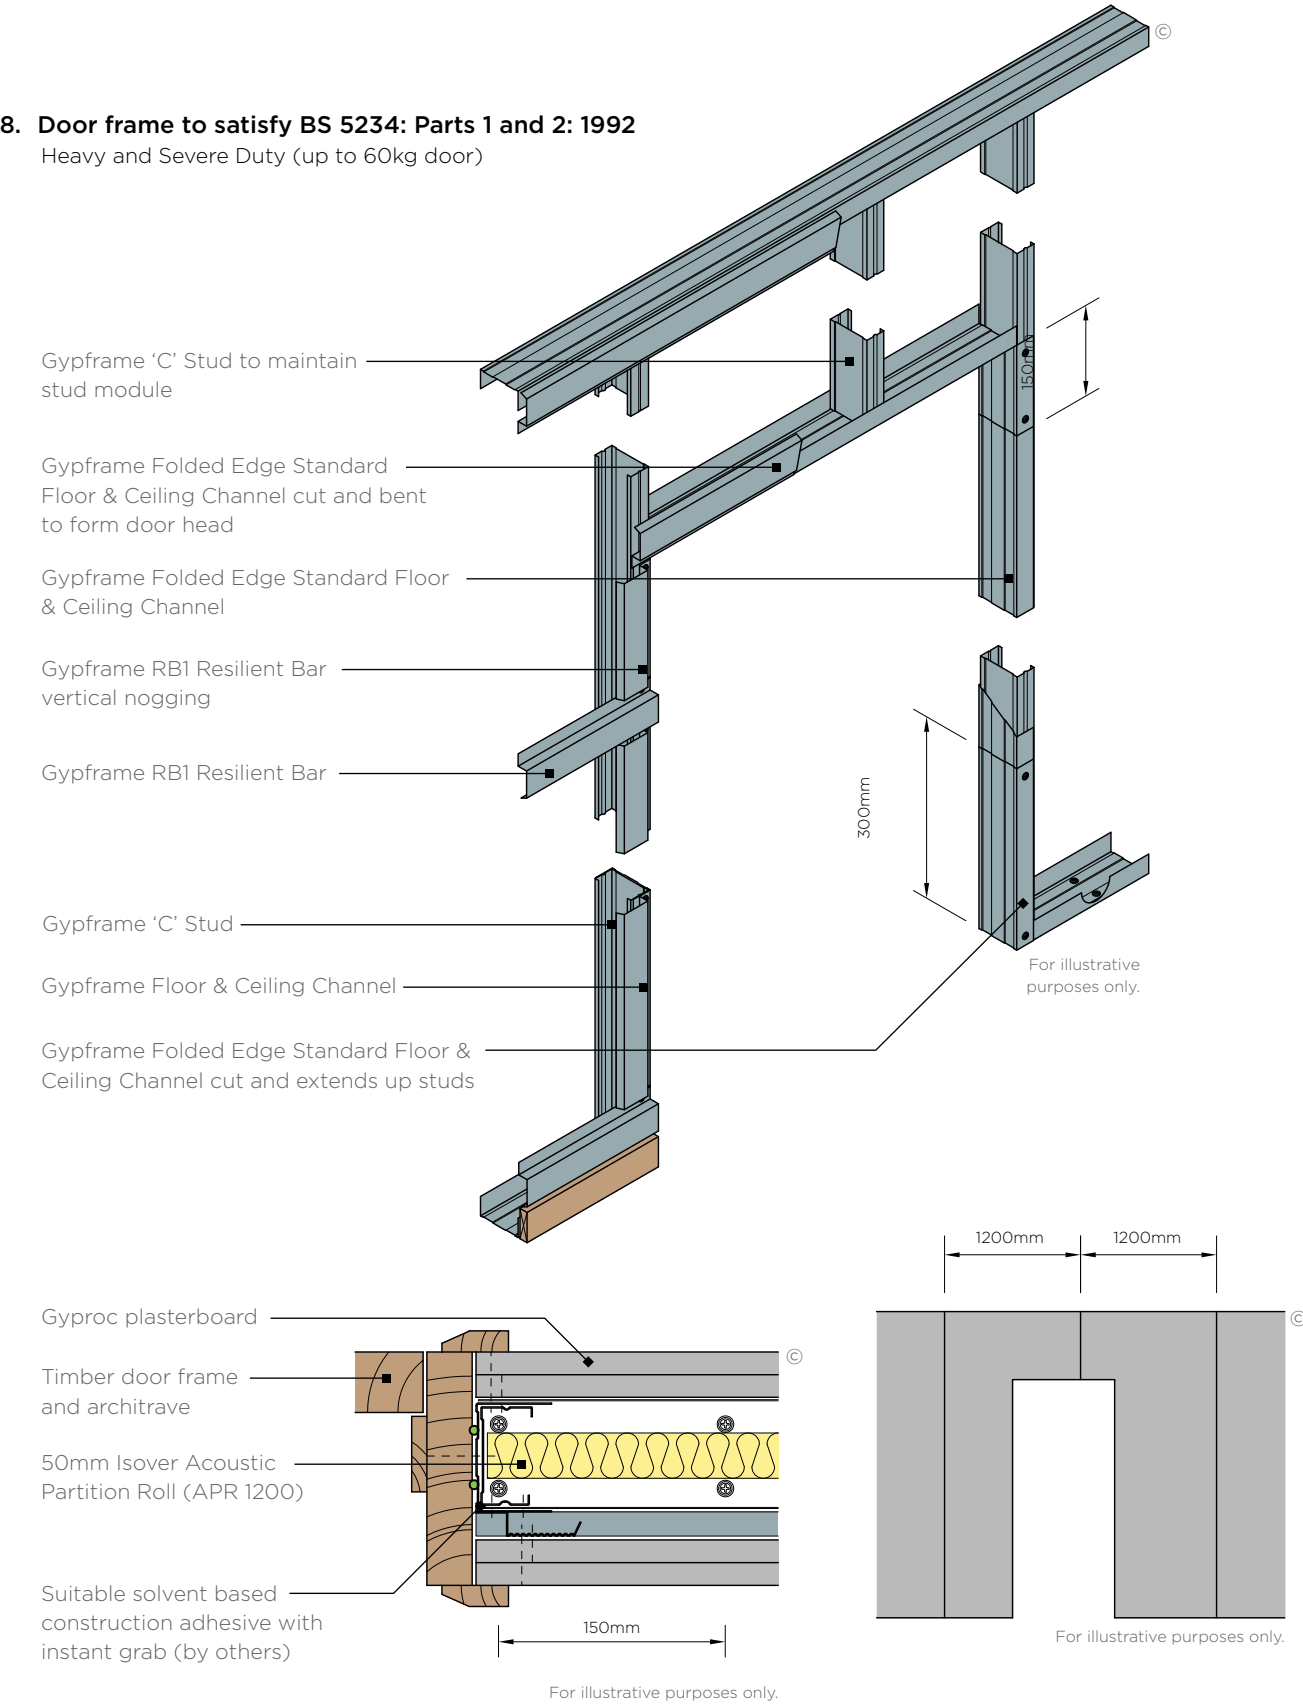 ©
8. Door frame to satisfy BS 5234: Parts 1 and 2: 1992
Heavy and Severe Duty (up to 60kg door)
Gypframe ‘C’ Stud to maintain
stud module
150mm
Gypframe Folded Edge Standard
Floor & Ceiling Channel cut and bent
to form door head
Gypframe Folded Edge Standard Floor
& Ceiling Channel
Gypframe RB1 Resilient Bar
vertical nogging
Gypframe RB1 Resilient Bar
300mm
Gypframe ‘C’ Stud
Gypframe Floor & Ceiling Channel
For illustrative
purposes only.
Gypframe Folded Edge Standard Floor &
Ceiling Channel cut and extends up studs
1200mm
1200mm
©
Gyproc plasterboard
©
Timber door frame
and architrave
50mm Isover Acoustic
Partition Roll (APR 1200)
Suitable solvent based
construction adhesive with
instant grab (by others)
150mm
For illustrative purposes only.
For illustrative purposes only.